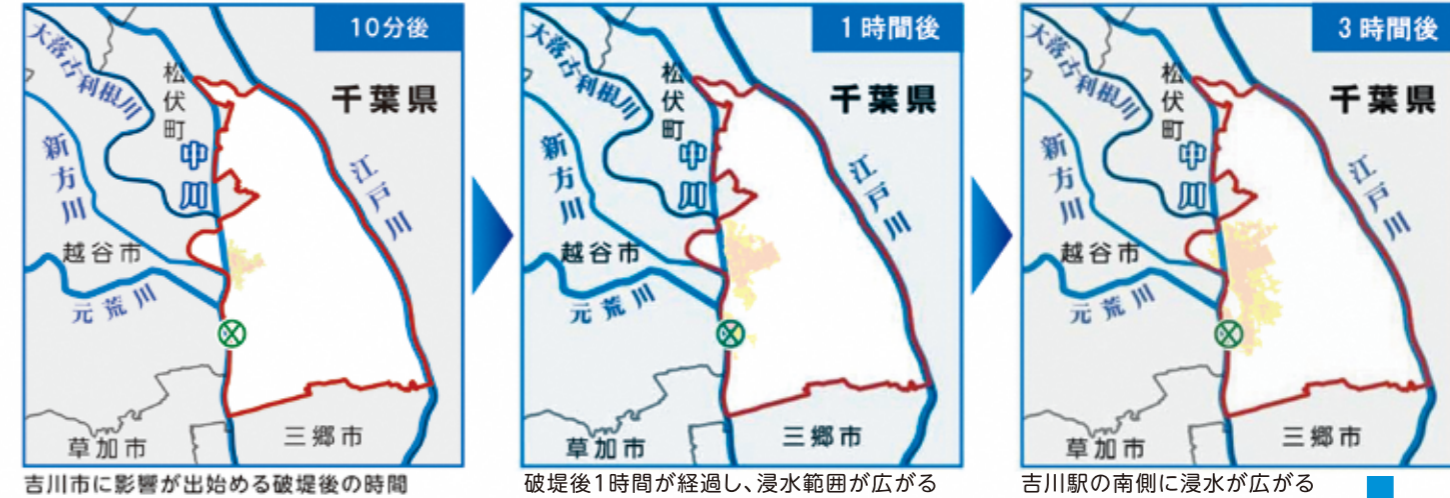 10分後
千葉県
松伏町
大落古利根川
中川
新方川
江戸川
越谷市
元荒川
草加市
三郷市
吉川市に影響が出始める破堤後の時間
1時間後
千葉県
松伏町
大落古利根川
中川
新方川
江戸川
越谷市
元荒川
草加市
三郷市
破堤後1時間が経過し、浸水範囲が広がる
3時間後
千葉県
松伏町
大落古利根川
中川
新方川
江戸川
越谷市
元荒川
草加市
三郷市
吉川駅の南側に浸水が広がる